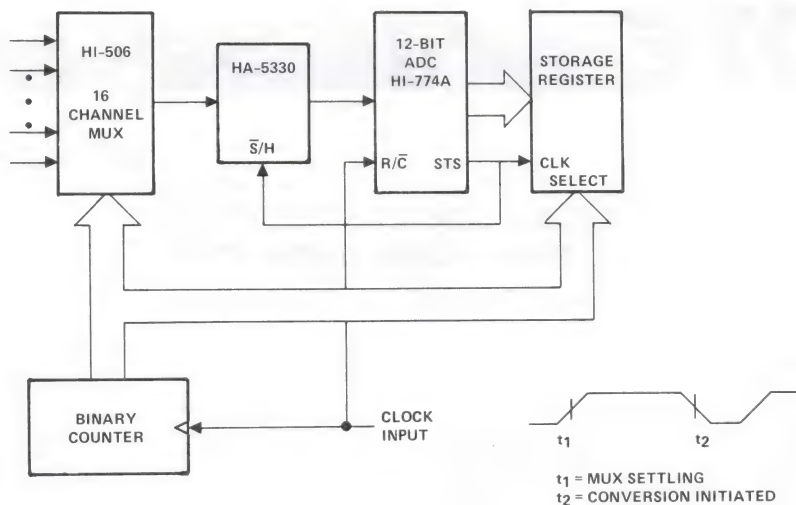 HI-506
16
CHANNEL
MUX
HA-5330
S̅/H
12-BIT
ADC
HI-774A
R/C̅
STS
STORAGE
REGISTER
CLK
SELECT
BINARY
COUNTER
CLOCK
INPUT
t1
t2
t1 = MUX SETTLING
t2 = CONVERSION INITIATED